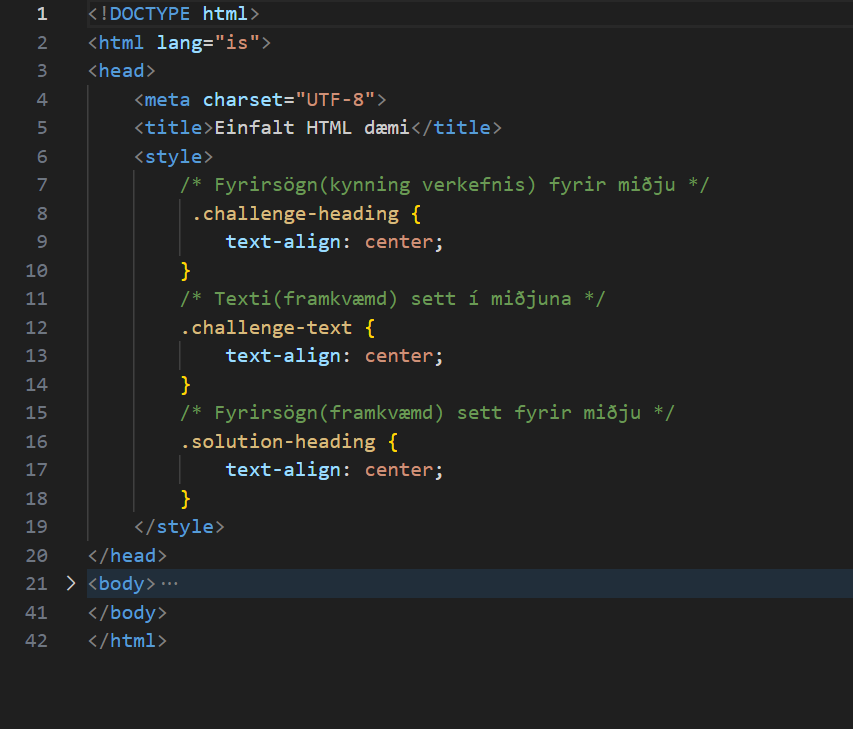 1 <!DOCTYPE html>
2 <html lang="is">
3 <head>
4     <meta charset="UTF-8">
5     <title>Einfalt HTML dæmi</title>
6     <style>
7         /* Fyrirsögn(kynning verkefnis) fyrir miðju */
8          .challenge-heading {
9             text-align: center;
10         }
11         /* Texti(framkvæmd) sett í miðjuna */
12         .challenge-text {
13             text-align: center;
14         }
15         /* Fyrirsögn(framkvæmd) sett fyrir miðju */
16         .solution-heading {
17             text-align: center;
18         }
19     </style>
20 </head>
21 > <body>···
41 </body>
42 </html>